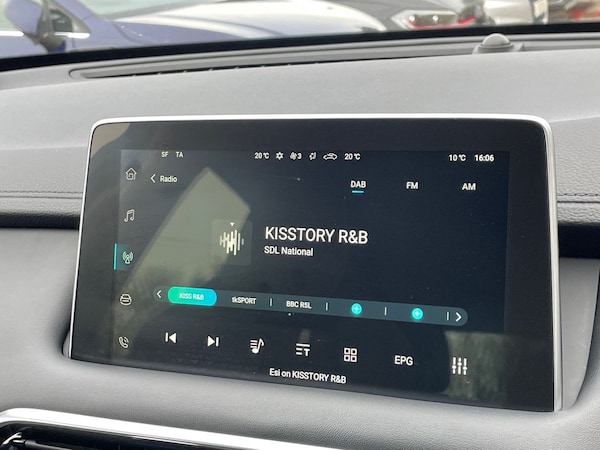 SF TA 20°C 3 20°C 10°C 16:06
Radio
DAB FM AM
KISSTORY R&B
SDL National
KISS R&B tkSPORT BBC R5L
EPG
Esi on KISSTORY R&B